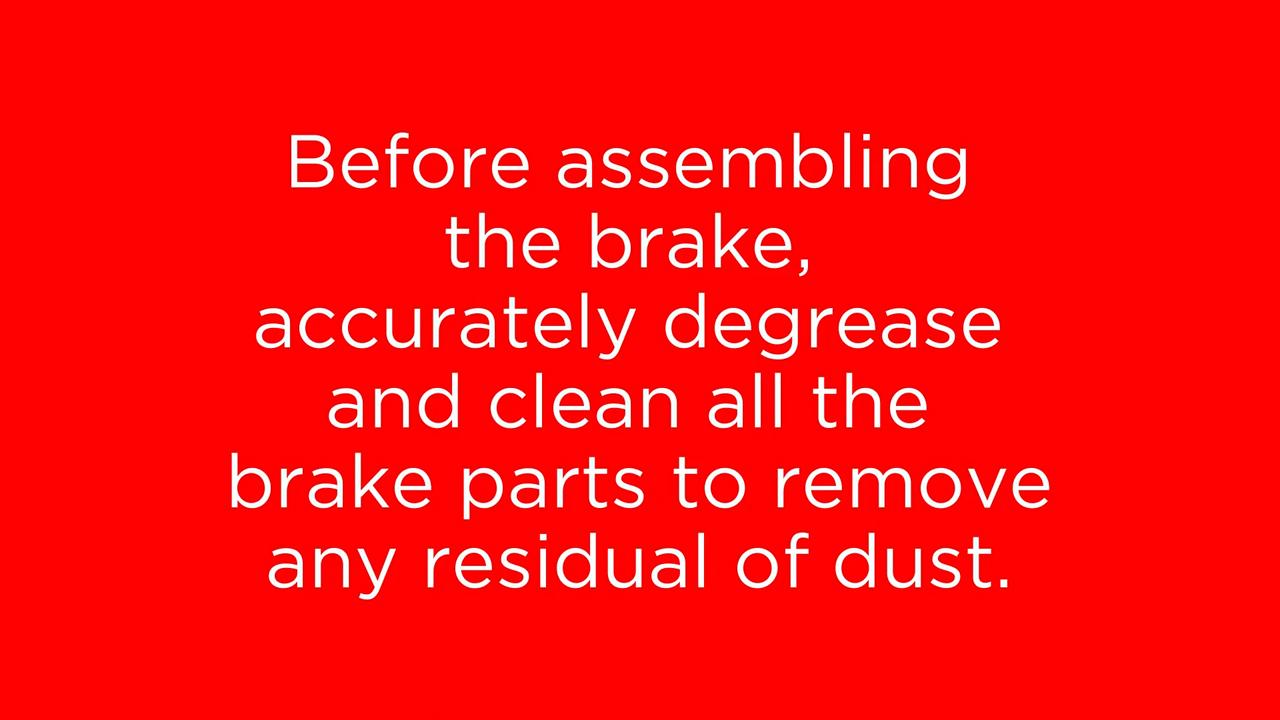 Before assembling
the brake,
accurately degrease
and clean all the
brake parts to remove
any residual of dust.